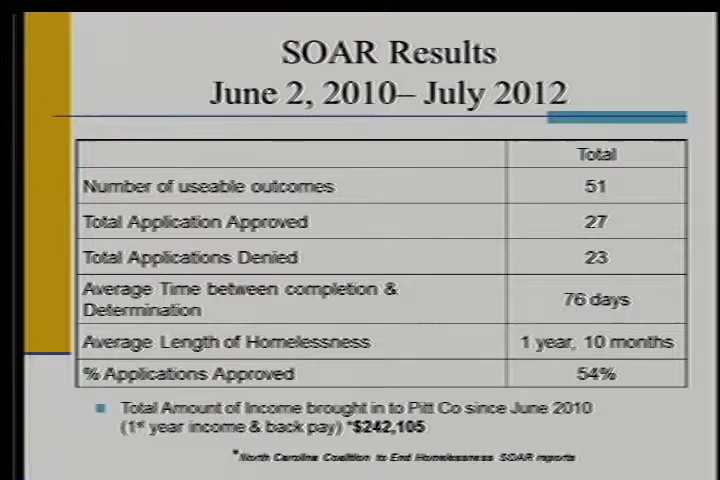 SOAR Results
June 2, 2010– July 2012
Total
Number of useable outcomes 51
Total Application Approved 27
Total Applications Denied 23
Average Time between completion &
Determination 76 days
Average Length of Homelessness 1 year, 10 months
% Applications Approved 54%
Total Amount of Income brought in to Pitt Co since June 2010
(1st year income & back pay) *$242,105
*North Carolina Coalition to End Homelessness SOAR reports